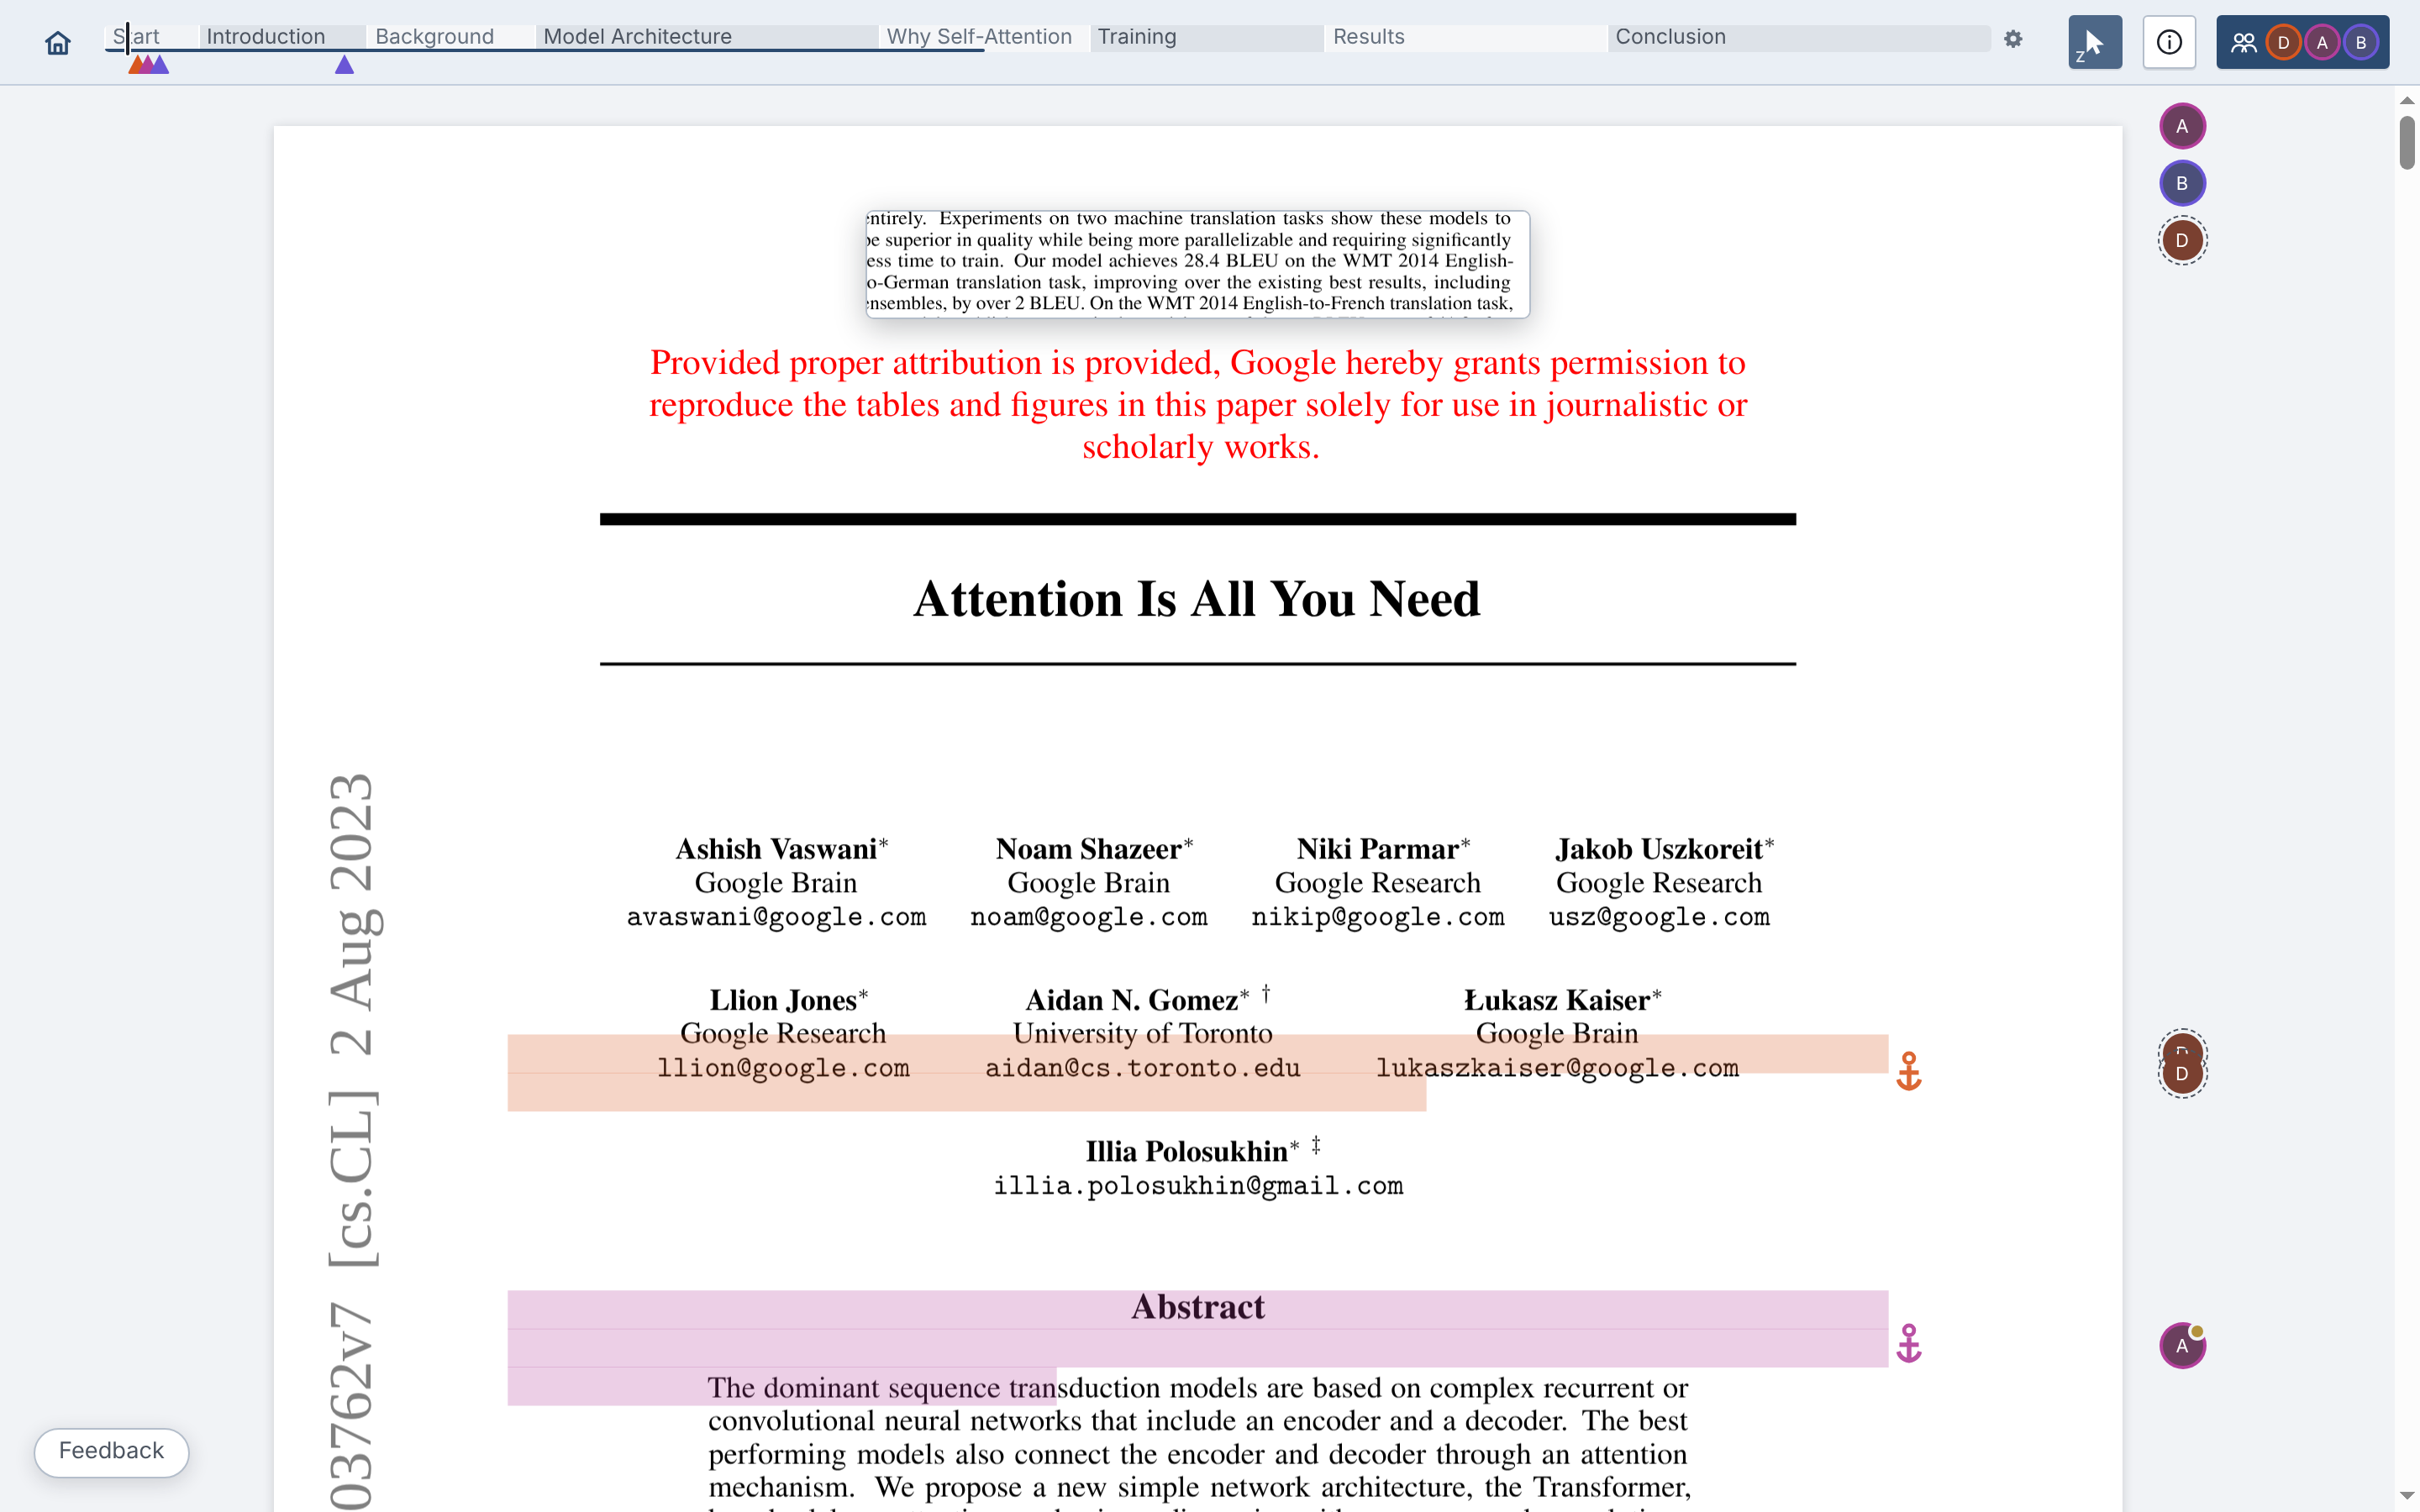 Start Introduction Background Model Architecture Why Self-Attention Training Results Conclusion
Z
D A B
A
B
D
entirely. Experiments on two machine translation tasks show these models to
be superior in quality while being more parallelizable and requiring significantly
ess time to train. Our model achieves 28.4 BLEU on the WMT 2014 English-
o-German translation task, improving over the existing best results, including
ensembles, by over 2 BLEU. On the WMT 2014 English-to-French translation task,
Provided proper attribution is provided, Google hereby grants permission to
reproduce the tables and figures in this paper solely for use in journalistic or
scholarly works.
Attention Is All You Need
Ashish Vaswani* Noam Shazeer* Niki Parmar* Jakob Uszkoreit*
Google Brain Google Brain Google Research Google Research
avaswani@google.com noam@google.com nikip@google.com usz@google.com
Llion Jones* Aidan N. Gomez* † Łukasz Kaiser*
Google Research University of Toronto Google Brain
llion@google.com aidan@cs.toronto.edu lukaszkaiser@google.com
D
Illia Polosukhin* ‡
illia.polosukhin@gmail.com
Abstract
A
The dominant sequence transduction models are based on complex recurrent or
convolutional neural networks that include an encoder and a decoder. The best
performing models also connect the encoder and decoder through an attention
mechanism. We propose a new simple network architecture, the Transformer,
03762v7 [cs.CL] 2 Aug 2023
Feedback